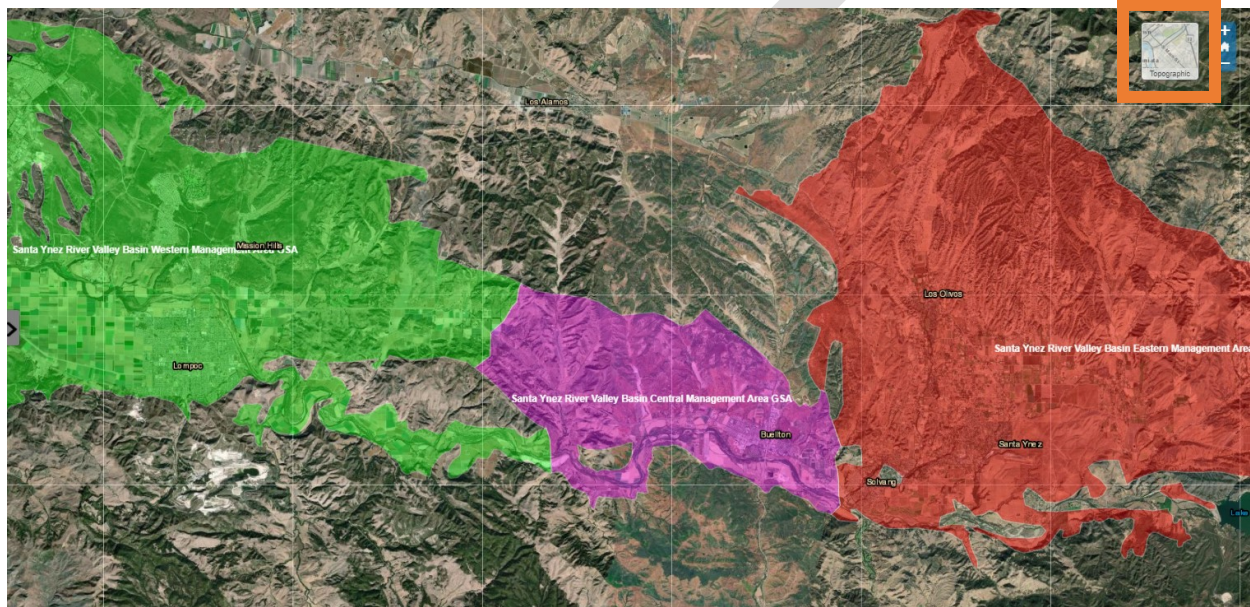 Topographic
+
Los Alamos
Mission Hills
Santa Ynez River Valley Basin Western Management Area GSA
Los Olivos
Santa Ynez River Valley Basin Eastern Management Area
Lompoc
Santa Ynez River Valley Basin Central Management Area GSA
Buellton
Santa Ynez
Solvang
Lake